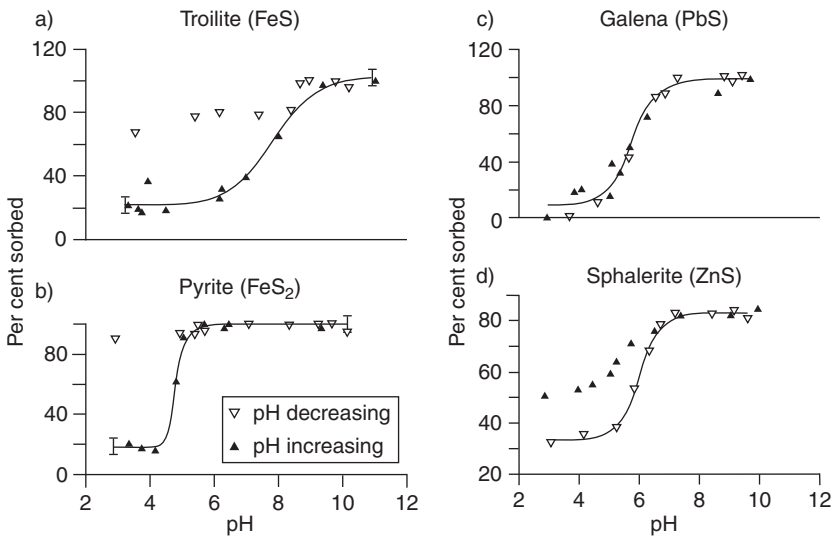 a) Troilite (FeS)
120
80
40
0
Per cent sorbed
b) Pyrite (FeS₂)
80
40
0
▽ pH decreasing
▲ pH increasing
2 4 6 8 10 12
pH
c) Galena (PbS)
120
80
40
0
Per cent sorbed
d) Sphalerite (ZnS)
80
60
40
20
2 4 6 8 10 12
pH